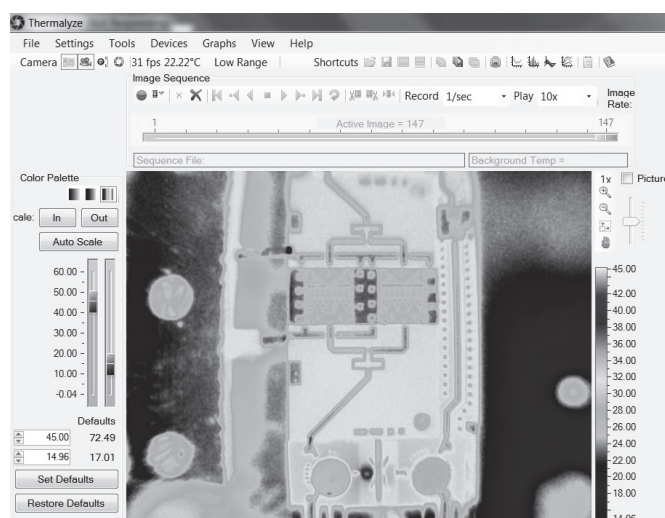 Thermalyze
File Settings Tools Devices Graphs View Help
Camera 31 fps 22.22°C Low Range Shortcuts
Image Sequence
Record 1/sec Play 10x Image Rate:
1 Active Image = 147 147
Sequence File: Background Temp =
Color Palette
cale: In Out
Auto Scale
60.00
50.00
40.00
30.00
20.00
10.00
-0.04
Defaults
45.00 72.49
14.96 17.01
Set Defaults
Restore Defaults
1x Picture
45.00
42.00
40.00
38.00
36.00
34.00
32.00
30.00
28.00
26.00
24.00
22.00
20.00
18.00